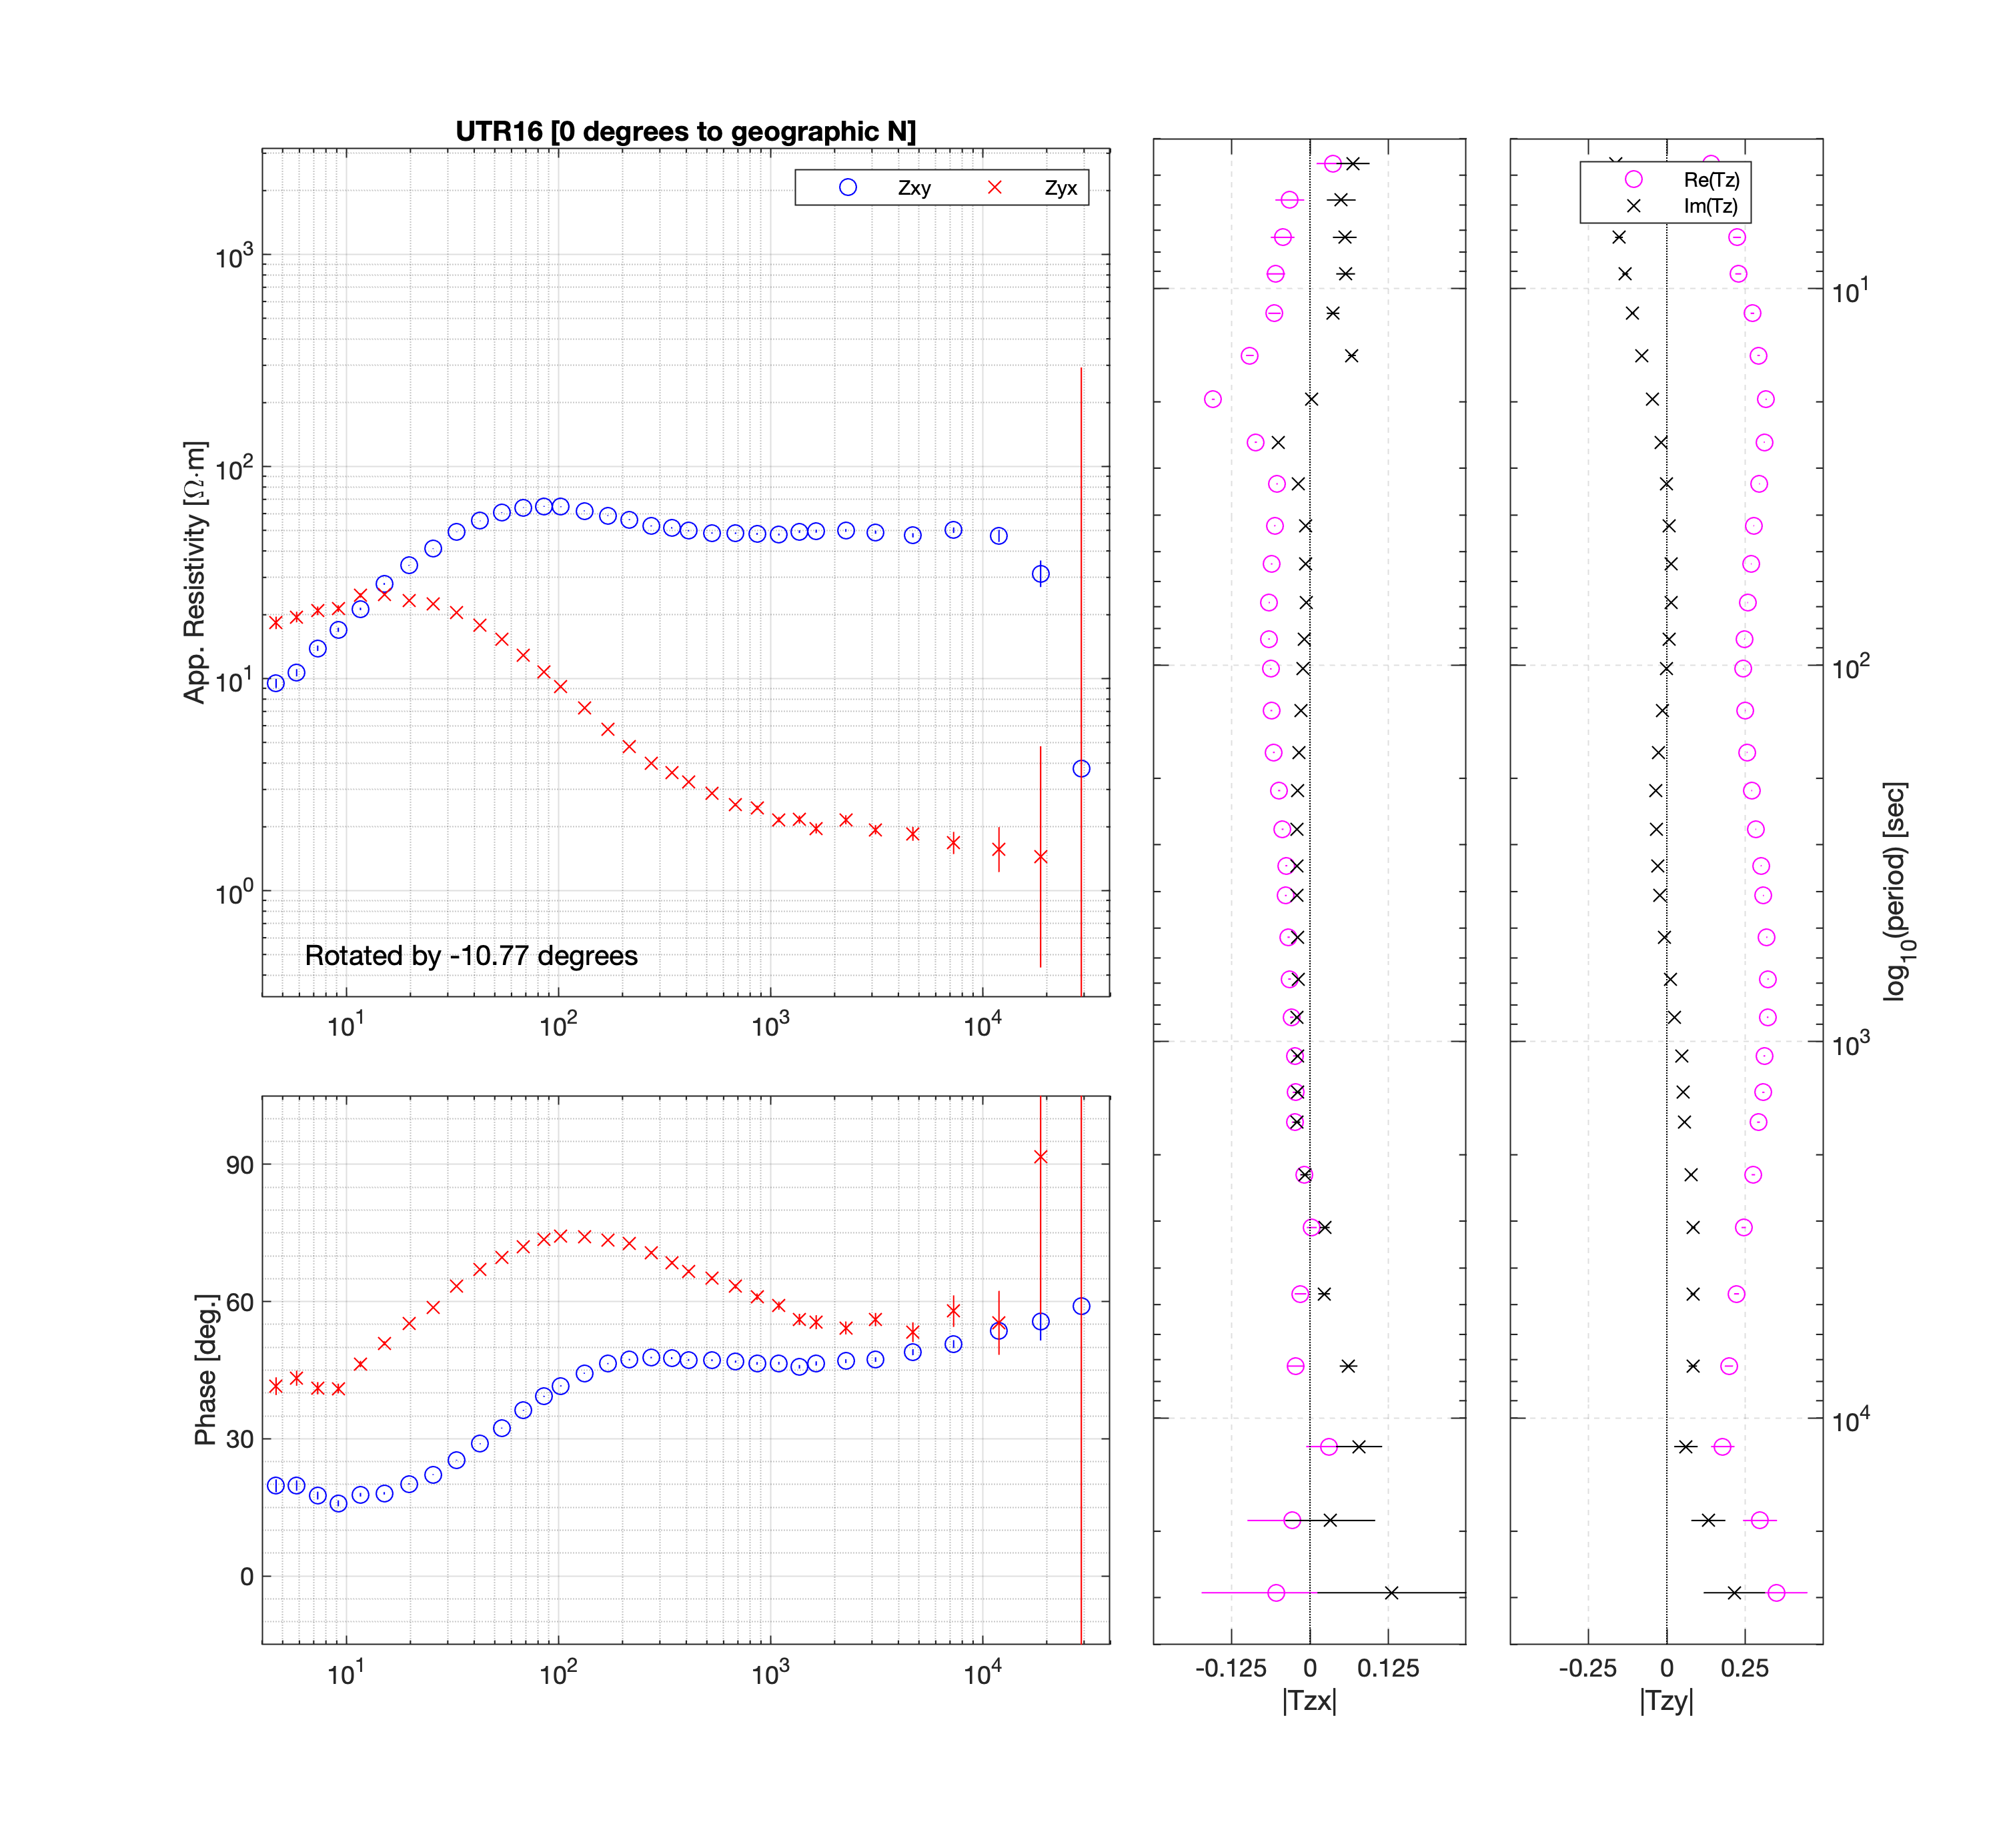 UTR16 [0 degrees to geographic N]
Zxy
Zyx
App. Resistivity [Ω·m]
10^3
10^2
10^1
10^0
Rotated by -10.77 degrees
10^1 10^2 10^3 10^4
Phase [deg.]
90
60
30
0
10^1 10^2 10^3 10^4
-0.125 0 0.125
|Tzx|
Re(Tz)
Im(Tz)
10^1
10^2
10^3
10^4
log10(period) [sec]
-0.25 0 0.25
|Tzy|